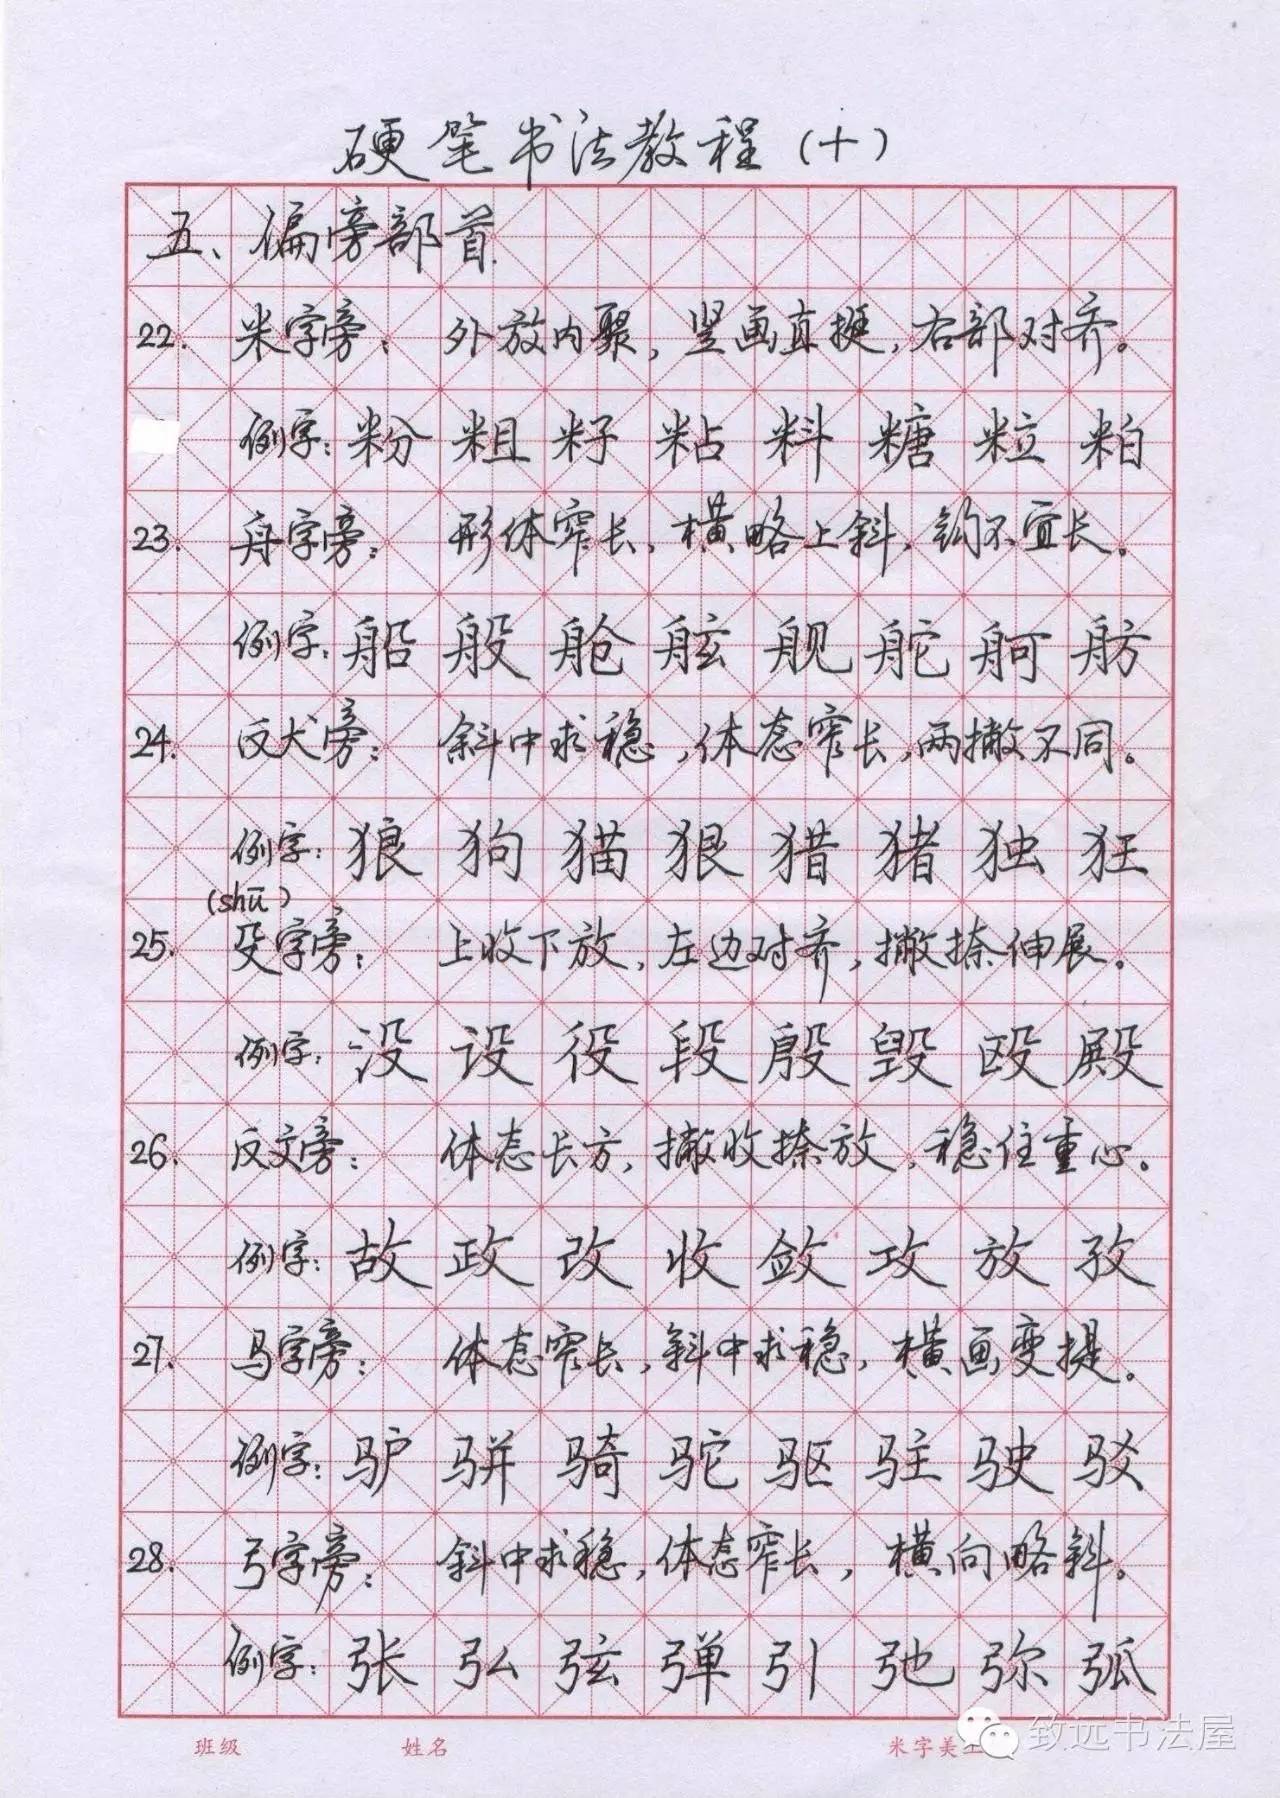 硬笔书法教程(十)
五、偏旁部首
22. 米字旁: 外放内聚,竖画直挺,右部对齐。
例字: 粉 粗 籽 粘 料 糖 粒 粕
23. 舟字旁: 形体窄长,横略上斜,钩不宜长。
例字: 船 般 舱 舷 舰 舵 舸 舫
24. 反犬旁: 斜中求稳,体态窄长,两撇不同。
例字: 狼 狗 猫 狠 猎 猪 独 狂
(shū)
25. 殳字旁: 上收下放,左边对齐,撇捺伸展。
例字: 没 设 役 段 殷 毁 殴 殿
26. 反文旁: 体态长方,撇收捺放,稳住重心。
例字: 故 政 改 收 敛 攻 放 孜
27. 马字旁: 体态窄长,斜中求稳,横画变提。
例字: 驴 骈 骑 驼 驱 驻 驶 驳
28. 弓字旁: 斜中求稳,体态窄长,横向略斜。
例字: 张 弘 弦 弹 引 弛 弥 弧
班级 姓名 米字美工
致远书法屋